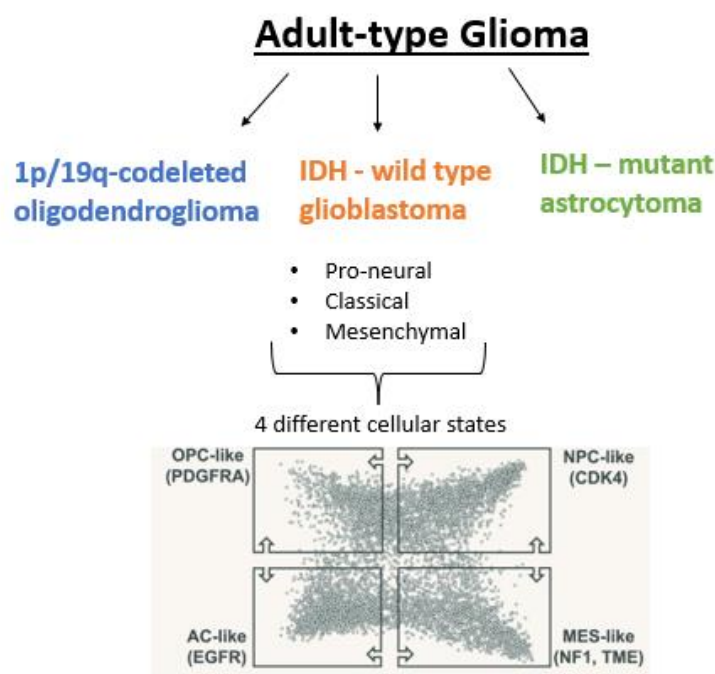 Adult-type Glioma
1p/19q-codeleted
oligodendroglioma
IDH - wild type
glioblastoma
IDH – mutant
astrocytoma
• Pro-neural
• Classical
• Mesenchymal
4 different cellular states
OPC-like
(PDGFRA)
NPC-like
(CDK4)
AC-like
(EGFR)
MES-like
(NF1, TME)